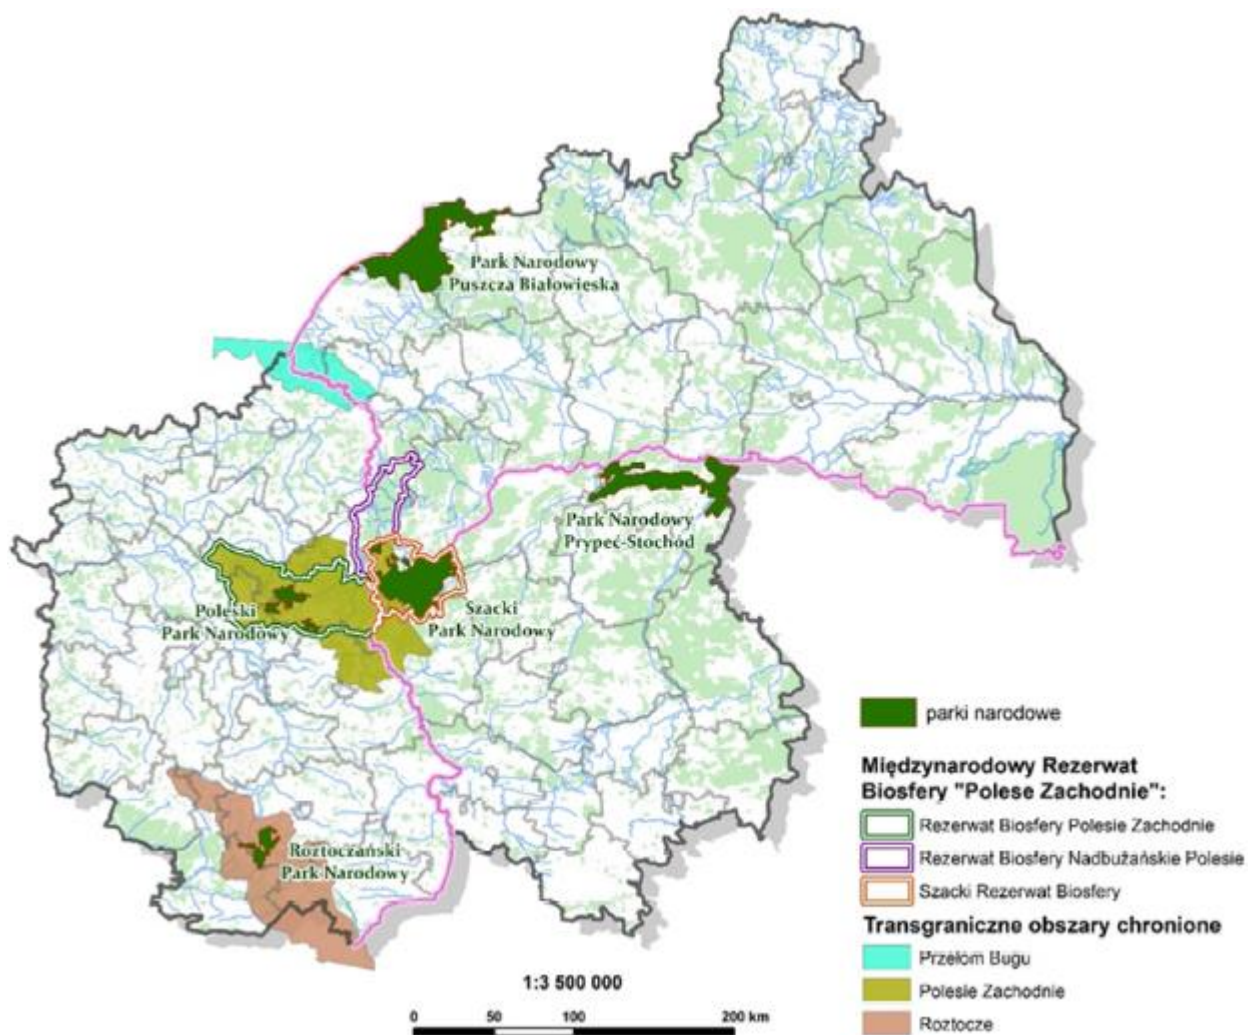 Park Narodowy
Puszcza Białowieska
Park Narodowy
Prypeć-Stochód
Poleski
Park Narodowy
Szacki
Park Narodowy
Roztoczański
Park Narodowy
parki narodowe
Międzynarodowy Rezerwat
Biosfery "Polese Zachodnie":
Rezerwat Biosfery Polesie Zachodnie
Rezerwat Biosfery Nadbużańskie Polesie
Szacki Rezerwat Biosfery
Transgraniczne obszary chronione
Przełom Bugu
Polesie Zachodnie
Roztocze
1:3 500 000
0 50 100 200 km